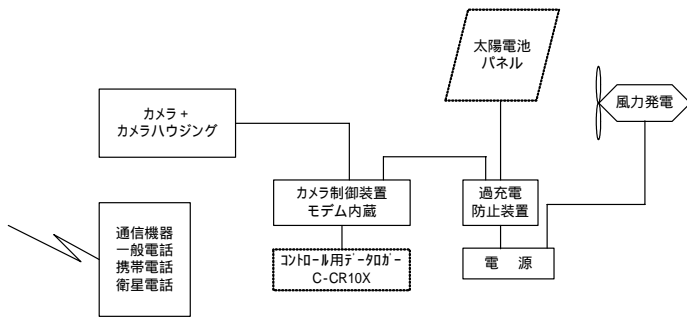 太陽電池
パネル
風力発電
カメラ +
カメラハウジング
カメラ制御装置
モデム内蔵
過充電
防止装置
通信機器
一般電話
携帯電話
衛星電話
ｺﾝﾄﾛｰﾙ用ﾃﾞｰﾀﾛｶﾞｰ
C-CR10X
電　源